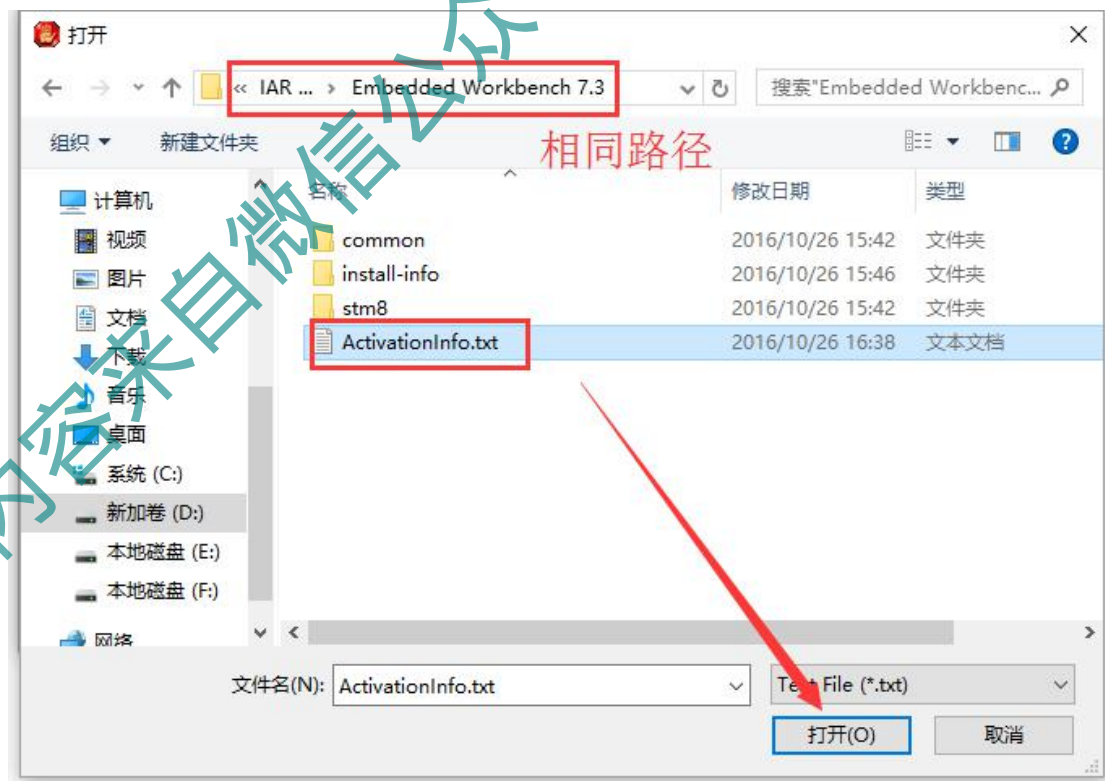 打开
« IAR ... › Embedded Workbench 7.3
搜索"Embedded Workbenc...
组织 新建文件夹
相同路径
名称 修改日期 类型
计算机
视频
图片
文档
下载
音乐
桌面
系统 (C:)
新加卷 (D:)
本地磁盘 (E:)
本地磁盘 (F:)
网络
common 2016/10/26 15:42 文件夹
install-info 2016/10/26 15:46 文件夹
stm8 2016/10/26 15:42 文件夹
ActivationInfo.txt 2016/10/26 16:38 文本文档
文件名(N): ActivationInfo.txt
Text File (*.txt)
打开(O) 取消
内容来自微信公众